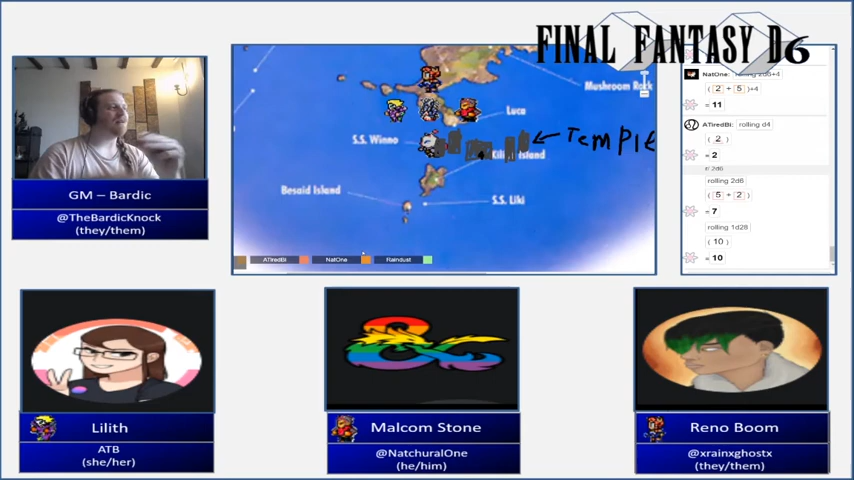 FINAL FANTASY D6
GM – Bardic
@TheBardicKnock
(they/them)
Mushroom Rock
Luca
S.S. Winno
TEMPLE
Kilika Island
Besaid Island
S.S. Liki
ATiredBi
NatOne
Raindust
NatOne: rolling 2d6+4
( 2 + 5 )+4
= 11
ATiredBi: rolling d4
( 2 )
= 2
rolling 2d6
( 5 + 2 )
= 7
rolling 1d28
( 10 )
= 10
Lilith
ATB
(she/her)
Malcom Stone
@NatchuralOne
(he/him)
Reno Boom
@xrainxghostx
(they/them)